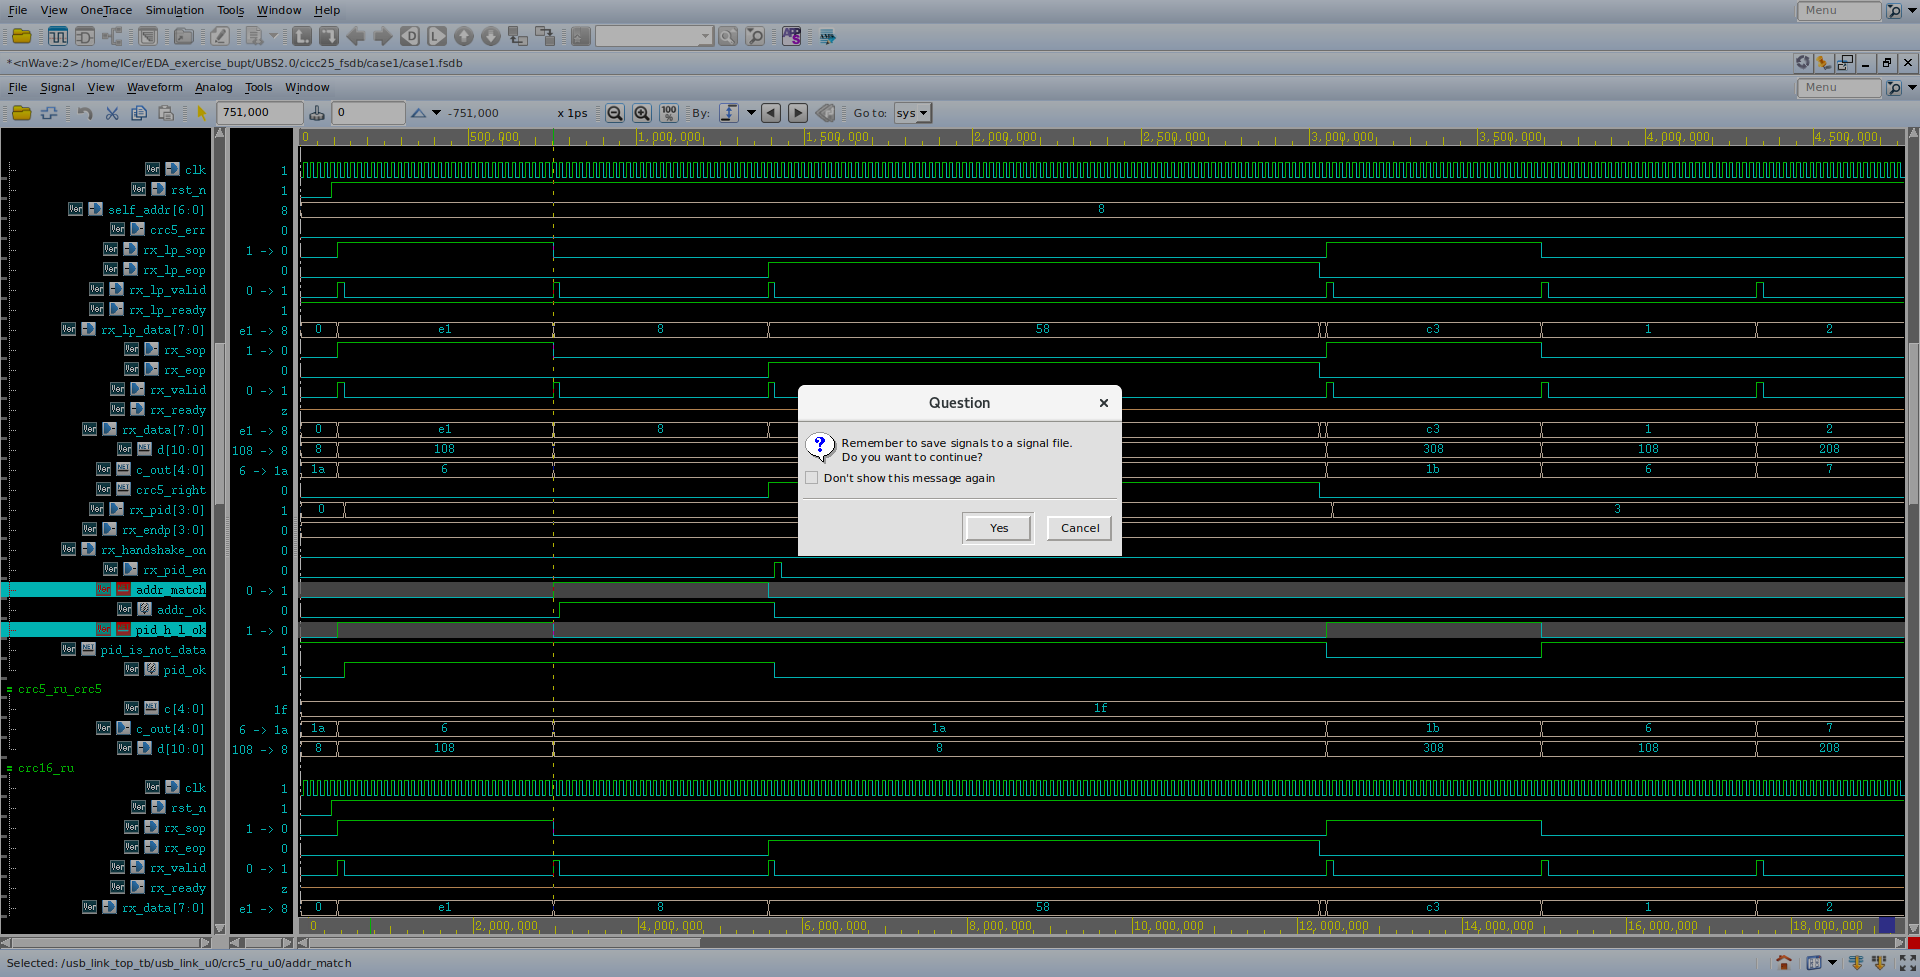 File View OneTrace Simulation Tools Window Help Menu
*<nWave:2> /home/ICer/EDA_exercise_bupt/UBS2.0/cicc25_fsdb/case1/case1.fsdb
File Signal View Waveform Analog Tools Window Menu
751,000 0 -751,000 x 1ps 100 % By: Go to: sys
0 500,000 1,000,000 1,500,000 2,000,000 2,500,000 3,000,000 3,500,000 4,000,000 4,500,000
clk 1
rst_n 1
self_addr[6:0] 8 8
crc5_err 0
rx_lp_sop 1 -> 0
rx_lp_eop 0
rx_lp_valid 0 -> 1
rx_lp_ready 1
rx_lp_data[7:0] e1 -> 8 0 e1 8 58 c3 1 2
rx_sop 1 -> 0
rx_eop 0
rx_valid 0 -> 1
rx_ready z
rx_data[7:0] e1 -> 8 0 e1 8 c3 1 2
d[10:0] 108 -> 8 8 108 308 108 208
c_out[4:0] 6 -> 1a 1a 6 1b 6 7
crc5_right 0
rx_pid[3:0] 1 0 3
rx_endp[3:0] 0
rx_handshake_on 0
rx_pid_en 0
addr_match 0 -> 1
addr_ok 0
pid_h_l_ok 1 -> 0
pid_is_not_data 1
pid_ok 1
crc5_ru_crc5
c[4:0] 1f 1f
c_out[4:0] 6 -> 1a 1a 6 1a 1b 6 7
d[10:0] 108 -> 8 8 108 8 308 108 208
crc16_ru
clk 1
rst_n 1
rx_sop 1 -> 0
rx_eop 0
rx_valid 0 -> 1
rx_ready z
rx_data[7:0] e1 -> 8 0 e1 8 58 c3 1 2
0 2,000,000 4,000,000 6,000,000 8,000,000 10,000,000 12,000,000 14,000,000 16,000,000 18,000,000
Question
Remember to save signals to a signal file.
Do you want to continue?
Don't show this message again
Yes Cancel
Selected: /usb_link_top_tb/usb_link_u0/crc5_ru_u0/addr_match